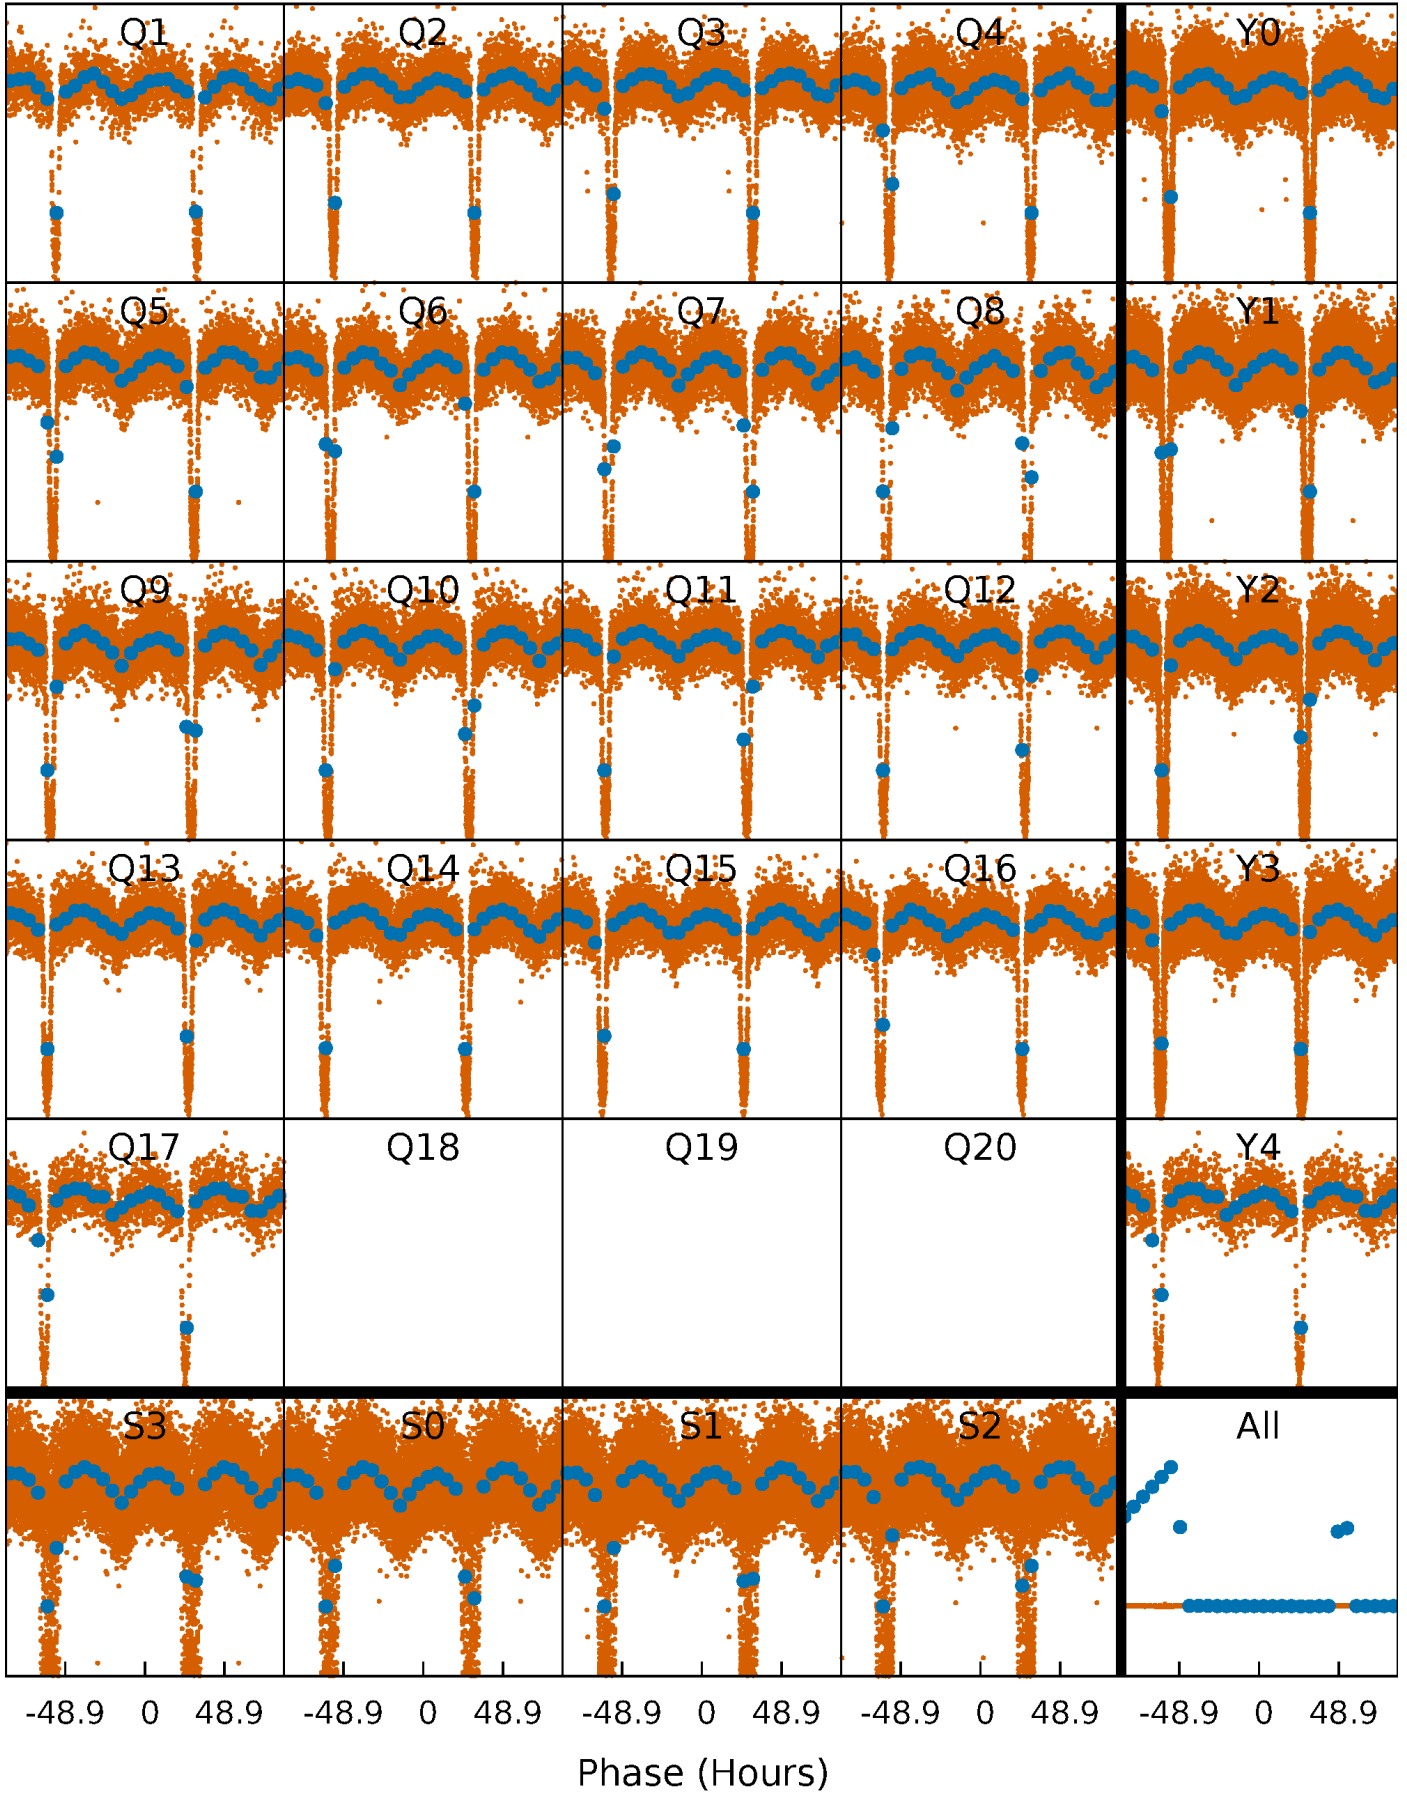 Q1 Q2 Q3 Q4 Y0
Q5 Q6 Q7 Q8 Y1
Q9 Q10 Q11 Q12 Y2
Q13 Q14 Q15 Q16 Y3
Q17 Q18 Q19 Q20 Y4
S3 S0 S1 S2 All
-48.9 0 48.9 -48.9 0 48.9 -48.9 0 48.9 -48.9 0 48.9 -48.9 0 48.9
Phase (Hours)